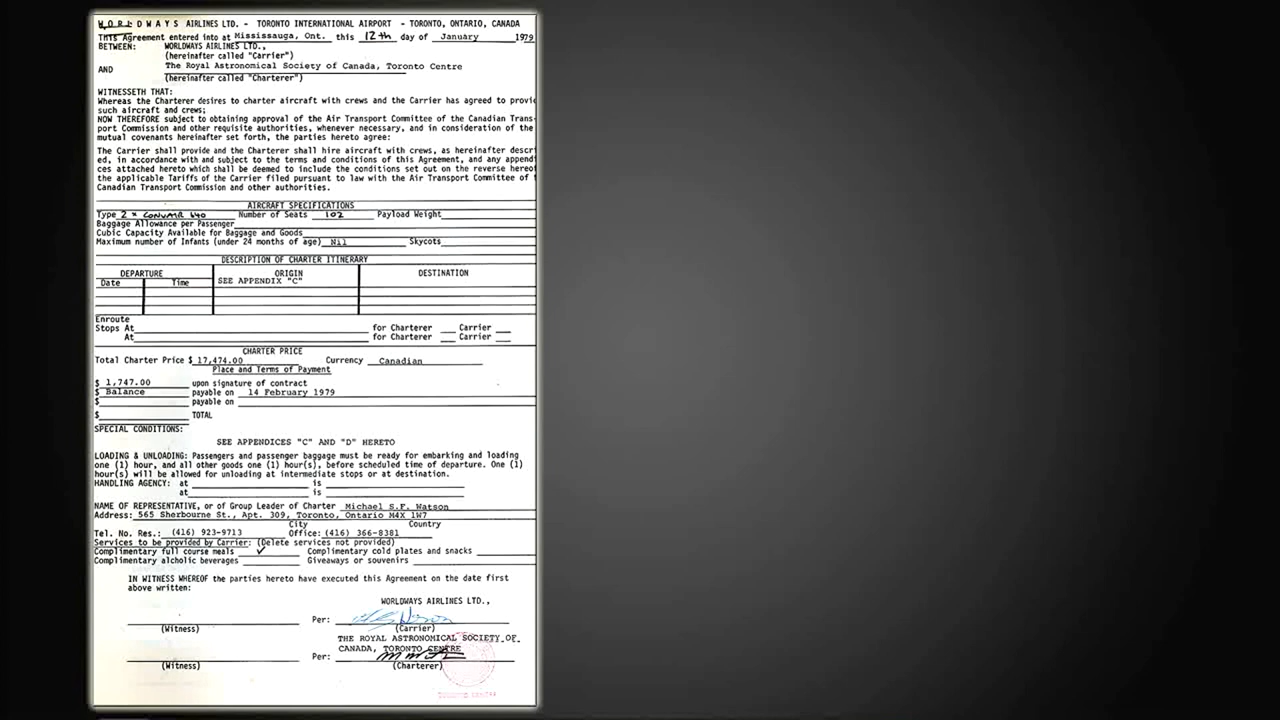 WORLDWAYS AIRLINES LTD. - TORONTO INTERNATIONAL AIRPORT - TORONTO, ONTARIO, CANADA
THIS Agreement entered into at Mississauga, Ont. this 12th day of January 1979
BETWEEN: WORLDWAYS AIRLINES LTD.,
(hereinafter called "Carrier")
AND The Royal Astronomical Society of Canada, Toronto Centre
(hereinafter called "Charterer")
WITNESSETH THAT:
Whereas the Charterer desires to charter aircraft with crews and the Carrier has agreed to provi
such aircraft and crews;
NOW THEREFORE subject to obtaining approval of the Air Transport Committee of the Canadian Trans-
port Commission and other requisite authorities, whenever necessary, and in consideration of the
mutual covenants hereinafter set forth, the parties hereto agree:
The Carrier shall provide and the Charterer shall hire aircraft with crews, as hereinafter descr
ed, in accordance with and subject to the terms and conditions of this Agreement, and any append
ces attached hereto which shall be deemed to include the conditions set out on the reverse hereo
the applicable Tariffs of the Carrier filed pursuant to law with the Air Transport Committee of
Canadian Transport Commission and other authorities.
AIRCRAFT SPECIFICATIONS
Type 2 x CONVAIR 640 Number of Seats 102 Payload Weight
Baggage Allowance per Passenger
Cubic Capacity Available for Baggage and Goods
Maximum number of Infants (under 24 months of age) Nil Skycots
DESCRIPTION OF CHARTER ITINERARY
DEPARTURE ORIGIN DESTINATION
Date Time SEE APPENDIX "C"
Enroute
Stops At for Charterer Carrier
At for Charterer Carrier
CHARTER PRICE
Total Charter Price $ 17,474.00 Currency Canadian
Place and Terms of Payment
$ 1,747.00 upon signature of contract
$ Balance payable on 14 February 1979
$ payable on
$ TOTAL
SPECIAL CONDITIONS:
SEE APPENDICES "C" AND "D" HERETO
LOADING & UNLOADING: Passengers and passenger baggage must be ready for embarking and loading
one (1) hour, and all other goods one (1) hour(s), before scheduled time of departure. One (1)
hour(s) will be allowed for unloading at intermediate stops or at destination.
HANDLING AGENCY: at is
at is
NAME OF REPRESENTATIVE, or of Group Leader of Charter Michael S.F. Watson
Address: 565 Sherbourne St., Apt. 309, Toronto, Ontario M4X 1W7
City Country
Tel. No. Res.: (416) 923-9713 Office: (416) 366-8381
Services to be provided by Carrier: (Delete services not provided)
Complimentary full course meals ✓ Complimentary cold plates and snacks
Complimentary alcholic beverages Giveaways or souvenirs
IN WITNESS WHEREOF the parties hereto have executed this Agreement on the date first
above written:
WORLDWAYS AIRLINES LTD.,
Per:
(Witness) (Carrier)
THE ROYAL ASTRONOMICAL SOCIETY OF
CANADA, TORONTO CENTRE
Per:
(Witness) (Charterer)
TORONTO CENTRE